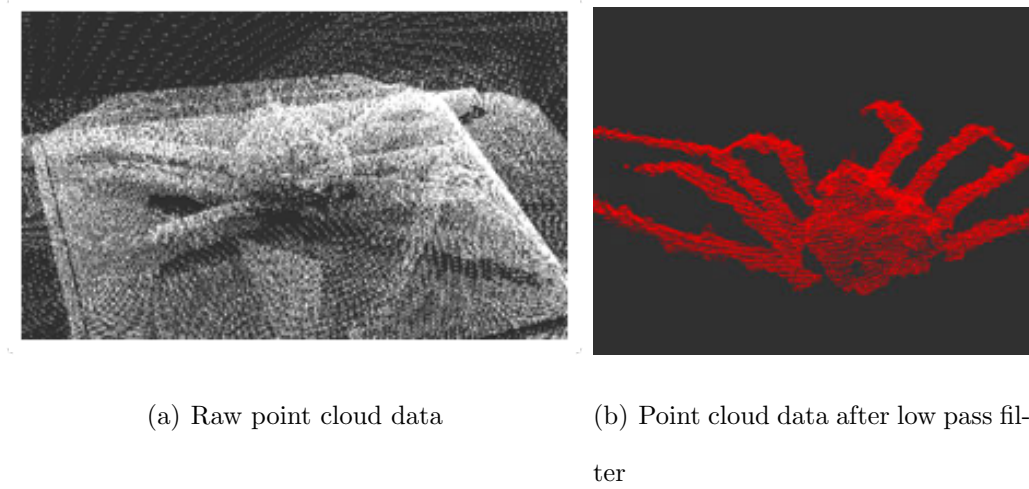 (a) Raw point cloud data
(b) Point cloud data after low pass fil-
ter